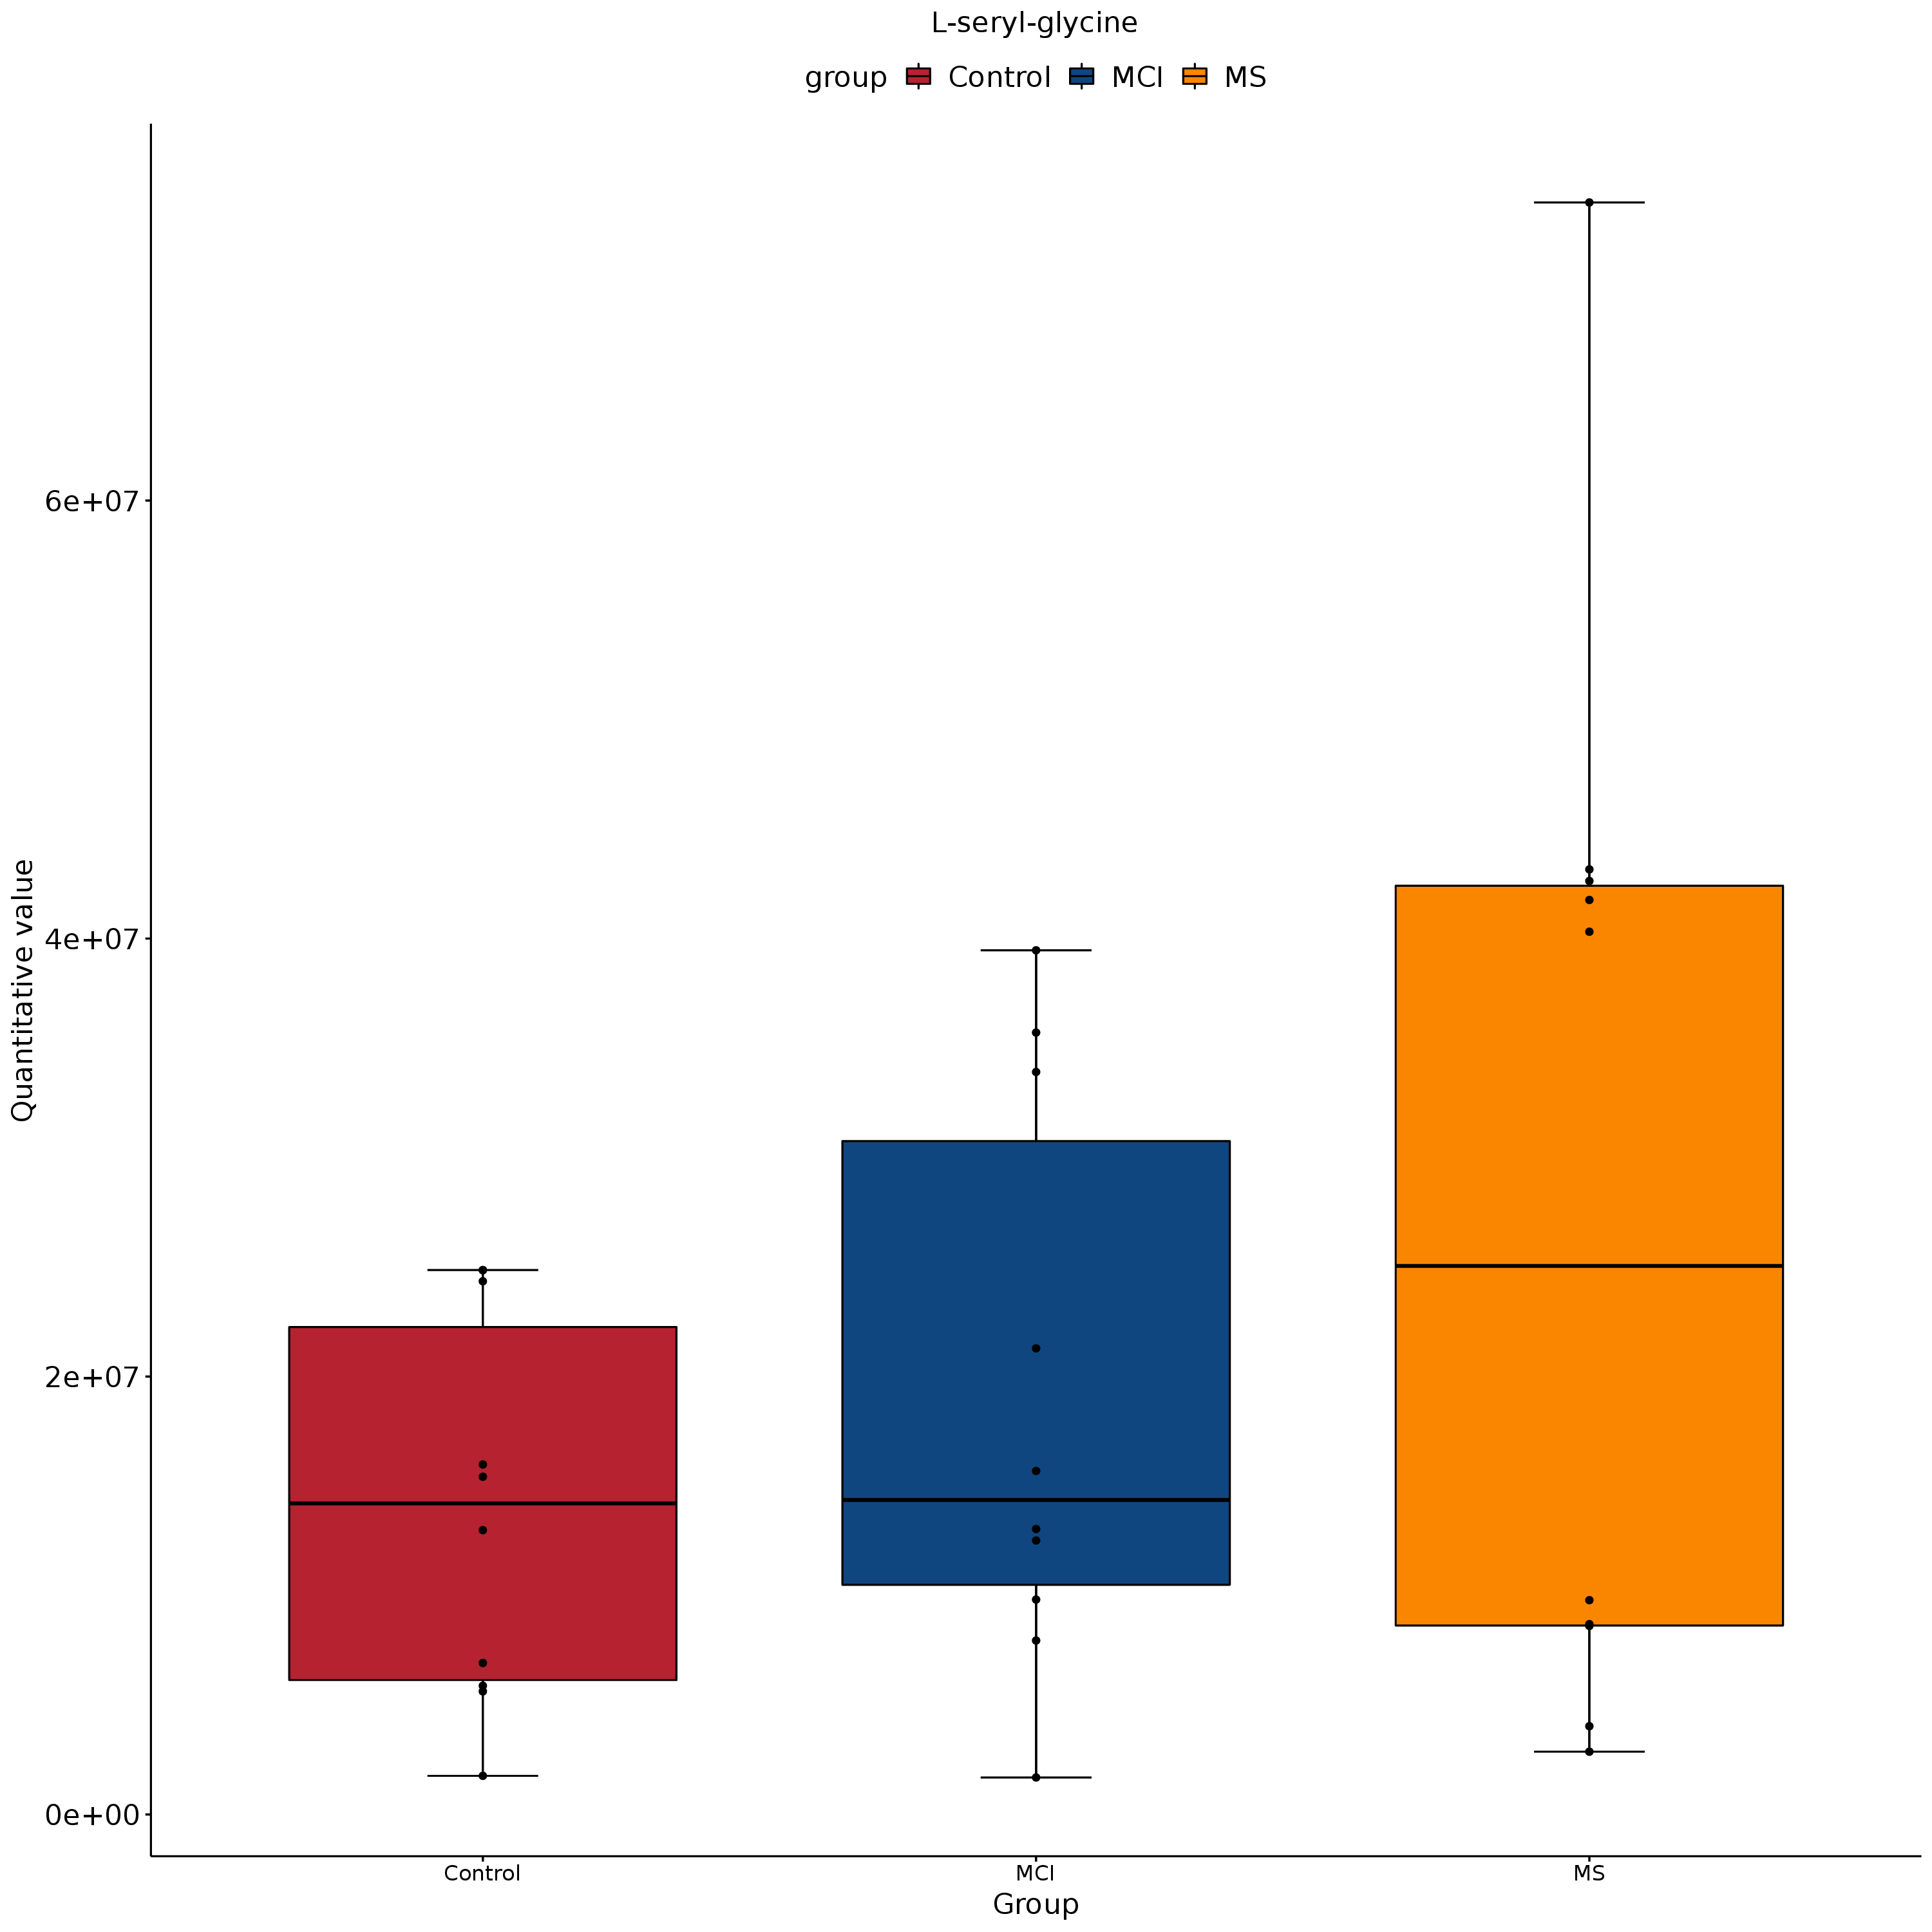 L-seryl-glycine
group Control MCI MS
Quantitative value
6e+07
4e+07
2e+07
0e+00
Control MCI MS
Group